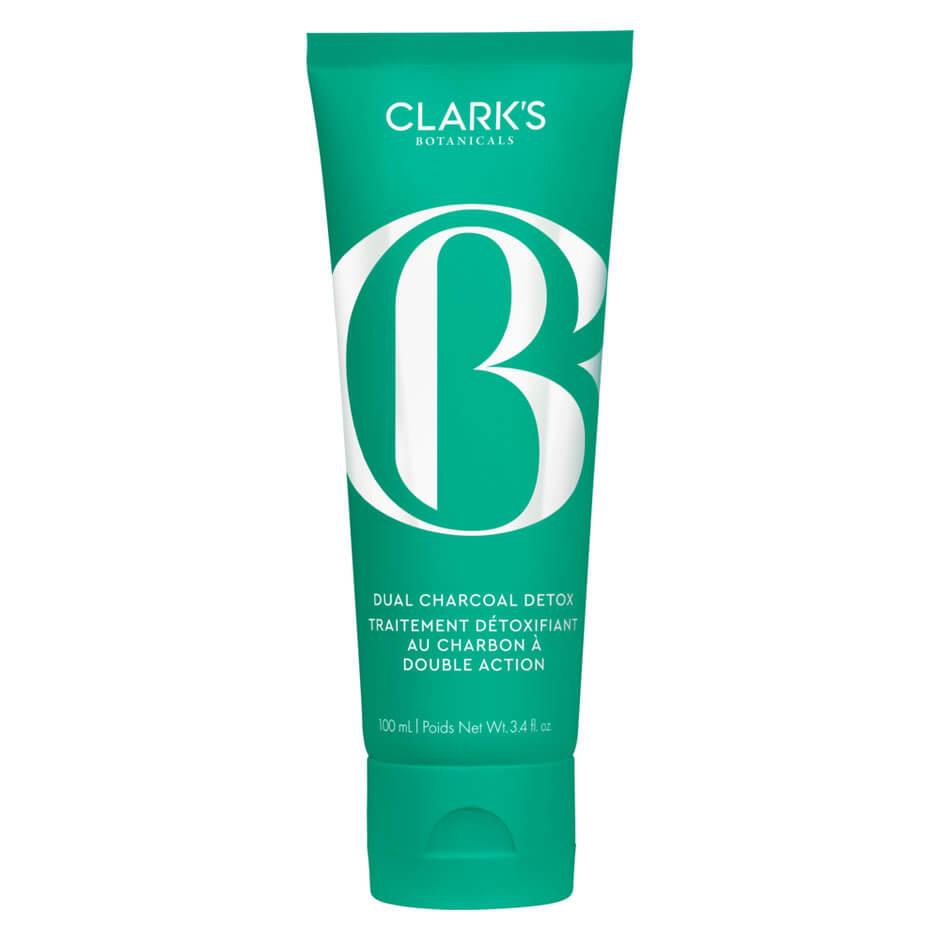 CLARK'S
BOTANICALS
CB
DUAL CHARCOAL DETOX
TRAITEMENT DÉTOXIFIANT
AU CHARBON À
DOUBLE ACTION
100 mL | Poids Net Wt. 3.4 fl. oz.